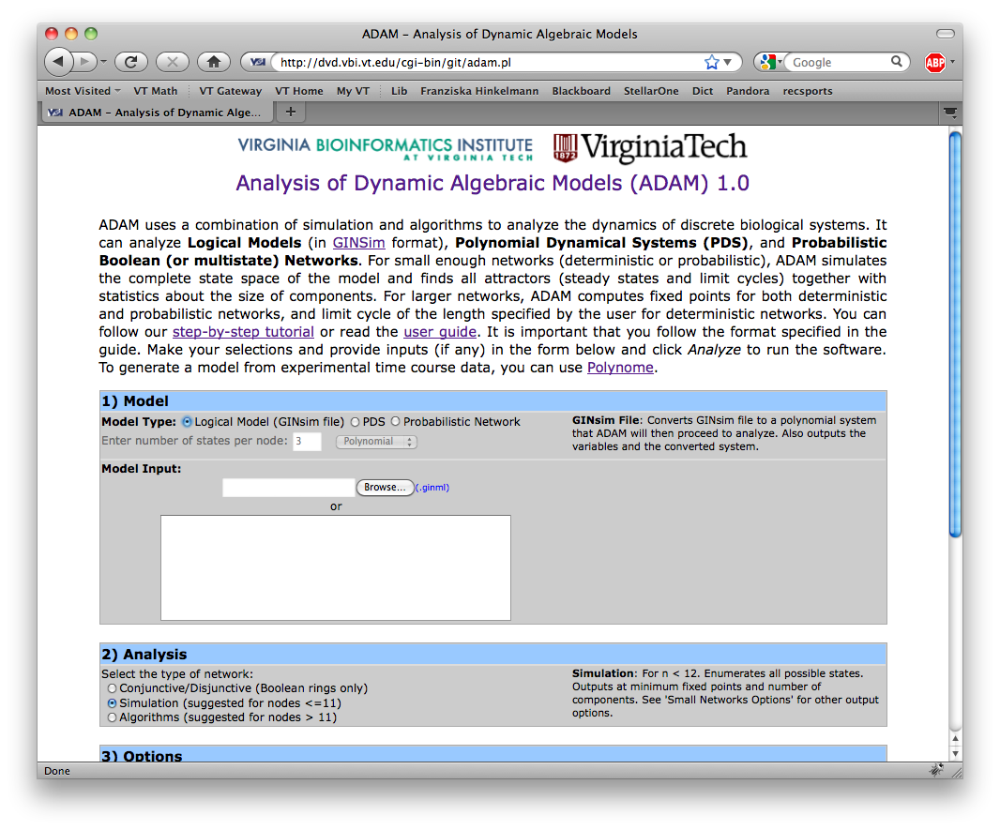 ADAM – Analysis of Dynamic Algebraic Models
VSI http://dvd.vbi.vt.edu/cgi-bin/git/adam.pl Google ABP
Most Visited VT Math VT Gateway VT Home My VT Lib Franziska Hinkelmann Blackboard StellarOne Dict Pandora recsports
VSI ADAM – Analysis of Dynamic Alge... +
VIRGINIA BIOINFORMATICS INSTITUTE
AT VIRGINIA TECH
1872 VirginiaTech
Analysis of Dynamic Algebraic Models (ADAM) 1.0
ADAM uses a combination of simulation and algorithms to analyze the dynamics of discrete biological systems. It
can analyze Logical Models (in GINSim format), Polynomial Dynamical Systems (PDS), and Probabilistic
Boolean (or multistate) Networks. For small enough networks (deterministic or probabilistic), ADAM simulates
the complete state space of the model and finds all attractors (steady states and limit cycles) together with
statistics about the size of components. For larger networks, ADAM computes fixed points for both deterministic
and probabilistic networks, and limit cycle of the length specified by the user for deterministic networks. You can
follow our step-by-step tutorial or read the user guide. It is important that you follow the format specified in the
guide. Make your selections and provide inputs (if any) in the form below and click Analyze to run the software.
To generate a model from experimental time course data, you can use Polynome.
1) Model
Model Type: Logical Model (GINsim file) PDS Probabilistic Network
Enter number of states per node: 3 Polynomial
GINsim File: Converts GINsim file to a polynomial system
that ADAM will then proceed to analyze. Also outputs the
variables and the converted system.
Model Input:
Browse... (.ginml)
or
2) Analysis
Select the type of network:
Conjunctive/Disjunctive (Boolean rings only)
Simulation (suggested for nodes <=11)
Algorithms (suggested for nodes > 11)
Simulation: For n < 12. Enumerates all possible states.
Outputs at minimum fixed points and number of
components. See 'Small Networks Options' for other output
options.
3) Options
Done